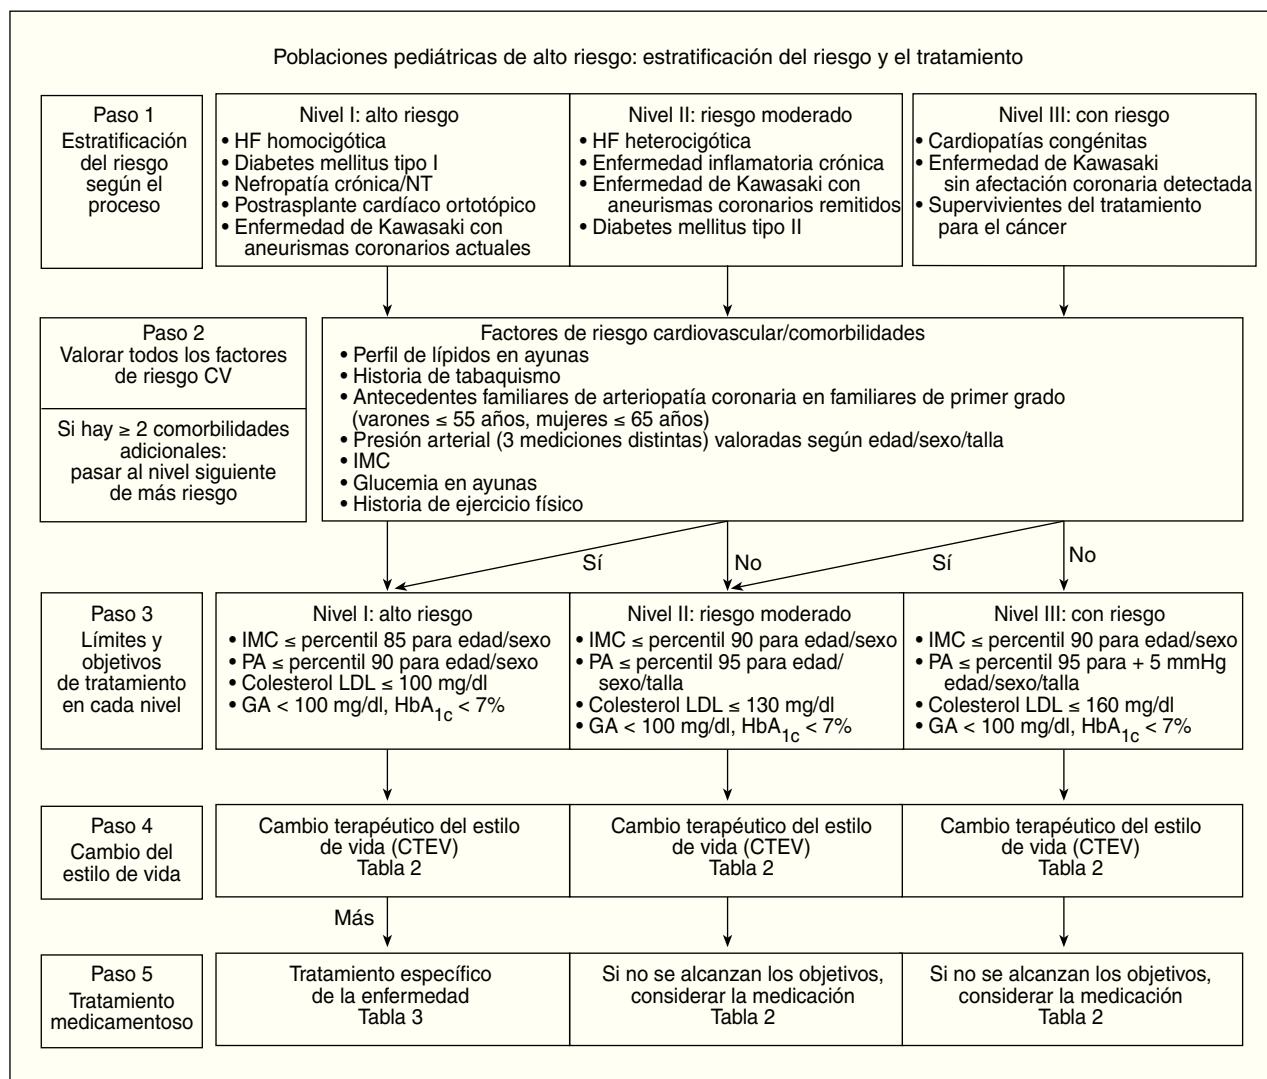 Poblaciones pediátricas de alto riesgo: estratificación del riesgo y el tratamiento
Paso 1
Estratificación
del riesgo
según el
proceso
Nivel I: alto riesgo
• HF homocigótica
• Diabetes mellitus tipo I
• Nefropatía crónica/NT
• Postrasplante cardíaco ortotópico
• Enfermedad de Kawasaki con
aneurismas coronarios actuales
Nivel II: riesgo moderado
• HF heterocigótica
• Enfermedad inflamatoria crónica
• Enfermedad de Kawasaki con
aneurismas coronarios remitidos
• Diabetes mellitus tipo II
Nivel III: con riesgo
• Cardiopatías congénitas
• Enfermedad de Kawasaki
sin afectación coronaria detectada
• Supervivientes del tratamiento
para el cáncer
Paso 2
Valorar todos los factores
de riesgo CV
Si hay ≥ 2 comorbilidades
adicionales:
pasar al nivel siguiente
de más riesgo
Factores de riesgo cardiovascular/comorbilidades
• Perfil de lípidos en ayunas
• Historia de tabaquismo
• Antecedentes familiares de arteriopatía coronaria en familiares de primer grado
(varones ≤ 55 años, mujeres ≤ 65 años)
• Presión arterial (3 mediciones distintas) valoradas según edad/sexo/talla
• IMC
• Glucemia en ayunas
• Historia de ejercicio físico
Sí
No
Sí
No
Paso 3
Límites y
objetivos
de tratamiento
en cada nivel
Nivel I: alto riesgo
• IMC ≤ percentil 85 para edad/sexo
• PA ≤ percentil 90 para edad/sexo
• Colesterol LDL ≤ 100 mg/dl
• GA < 100 mg/dl, HbA1c < 7%
Nivel II: riesgo moderado
• IMC ≤ percentil 90 para edad/sexo
• PA ≤ percentil 95 para edad/
sexo/talla
• Colesterol LDL ≤ 130 mg/dl
• GA < 100 mg/dl, HbA1c < 7%
Nivel III: con riesgo
• IMC ≤ percentil 90 para edad/sexo
• PA ≤ percentil 95 para + 5 mmHg
edad/sexo/talla
• Colesterol LDL ≤ 160 mg/dl
• GA < 100 mg/dl, HbA1c < 7%
Paso 4
Cambio del
estilo de vida
Cambio terapéutico del estilo
de vida (CTEV)
Tabla 2
Cambio terapéutico del estilo
de vida (CTEV)
Tabla 2
Cambio terapéutico del estilo
de vida (CTEV)
Tabla 2
Más
Paso 5
Tratamiento
medicamentoso
Tratamiento específico
de la enfermedad
Tabla 3
Si no se alcanzan los objetivos,
considerar la medicación
Tabla 2
Si no se alcanzan los objetivos,
considerar la medicación
Tabla 2